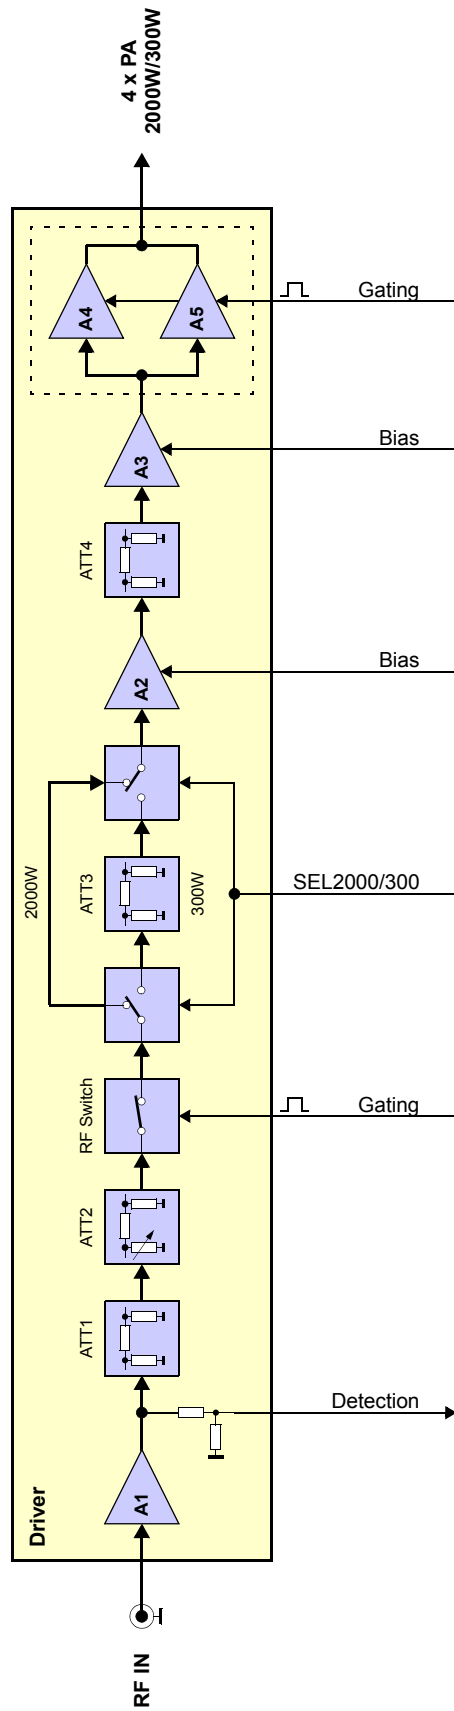 4 x PA
2000W/300W
A4
A5
Gating
A3
Bias
ATT4
A2
Bias
2000W
ATT3
300W
SEL2000/300
RF Switch
Gating
ATT2
ATT1
Detection
A1
Driver
RF IN